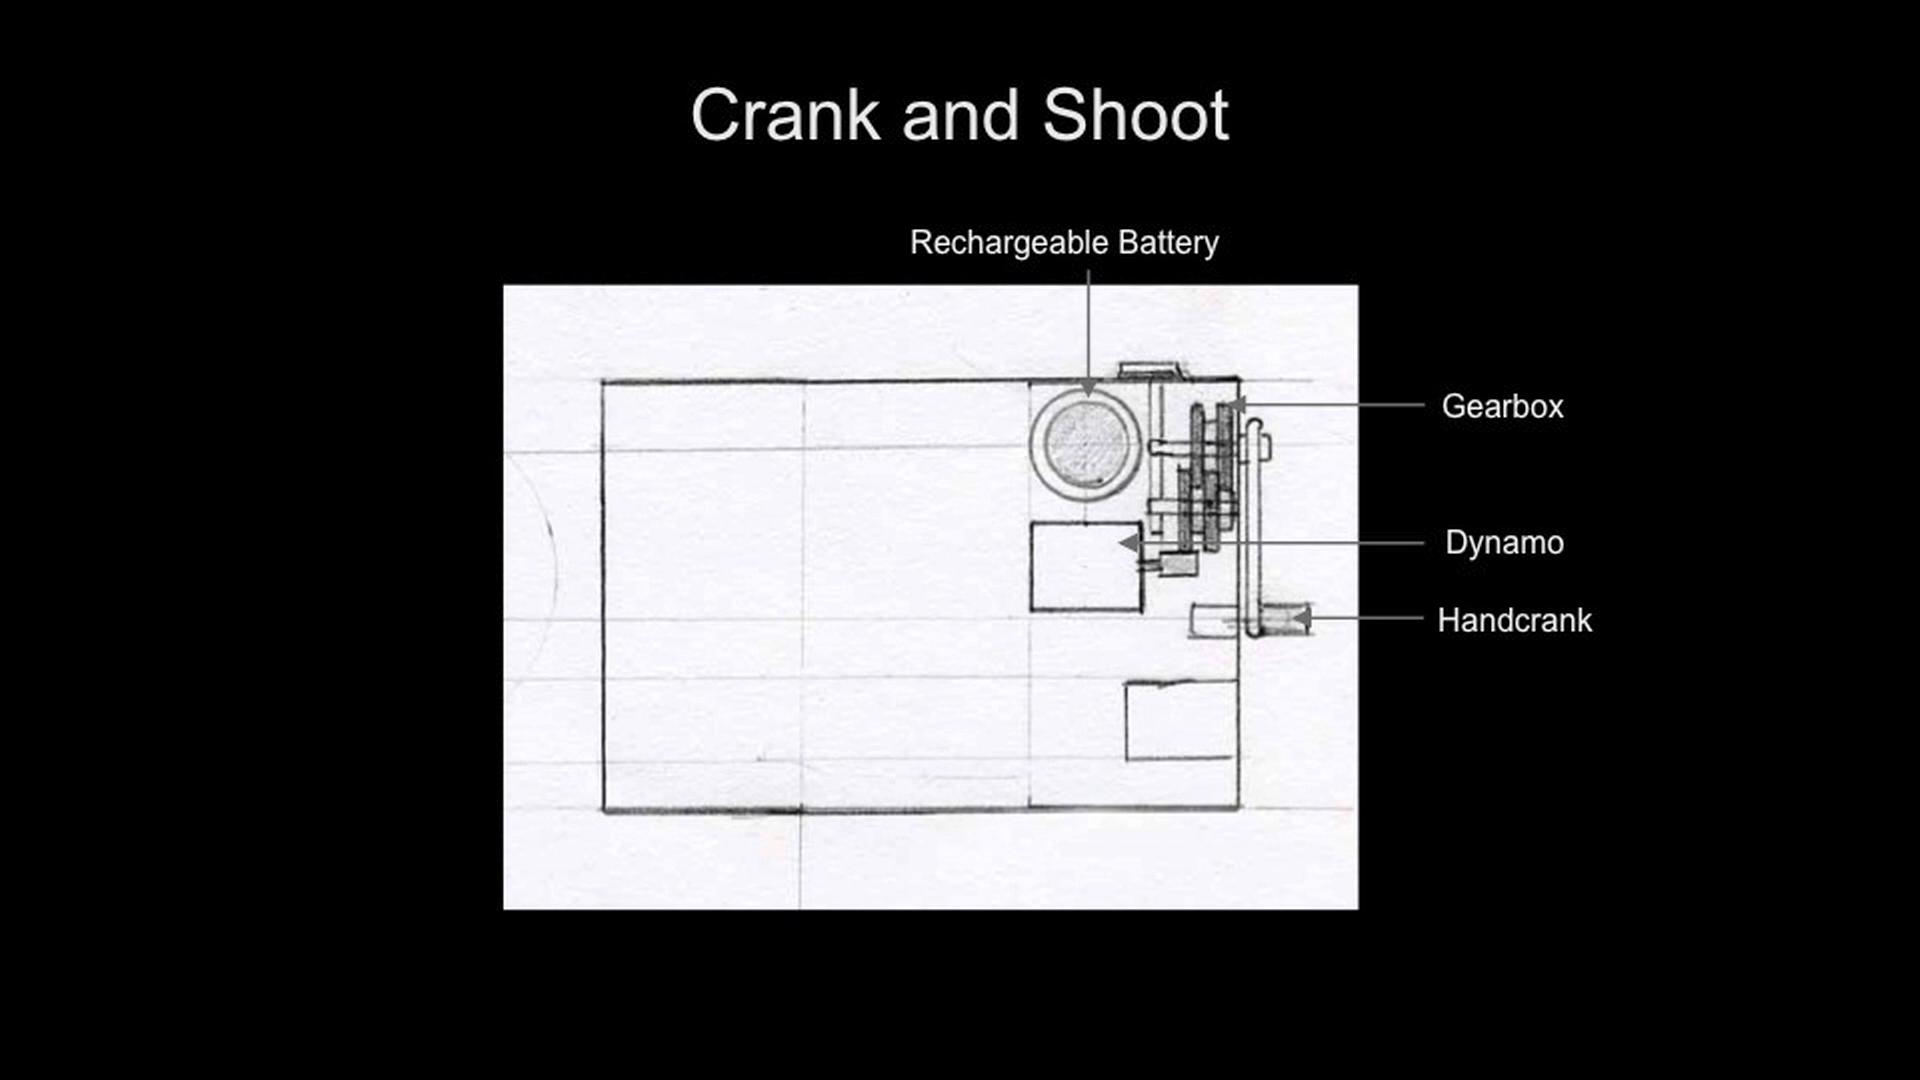 Crank and Shoot
Rechargeable Battery
Gearbox
Dynamo
Handcrank